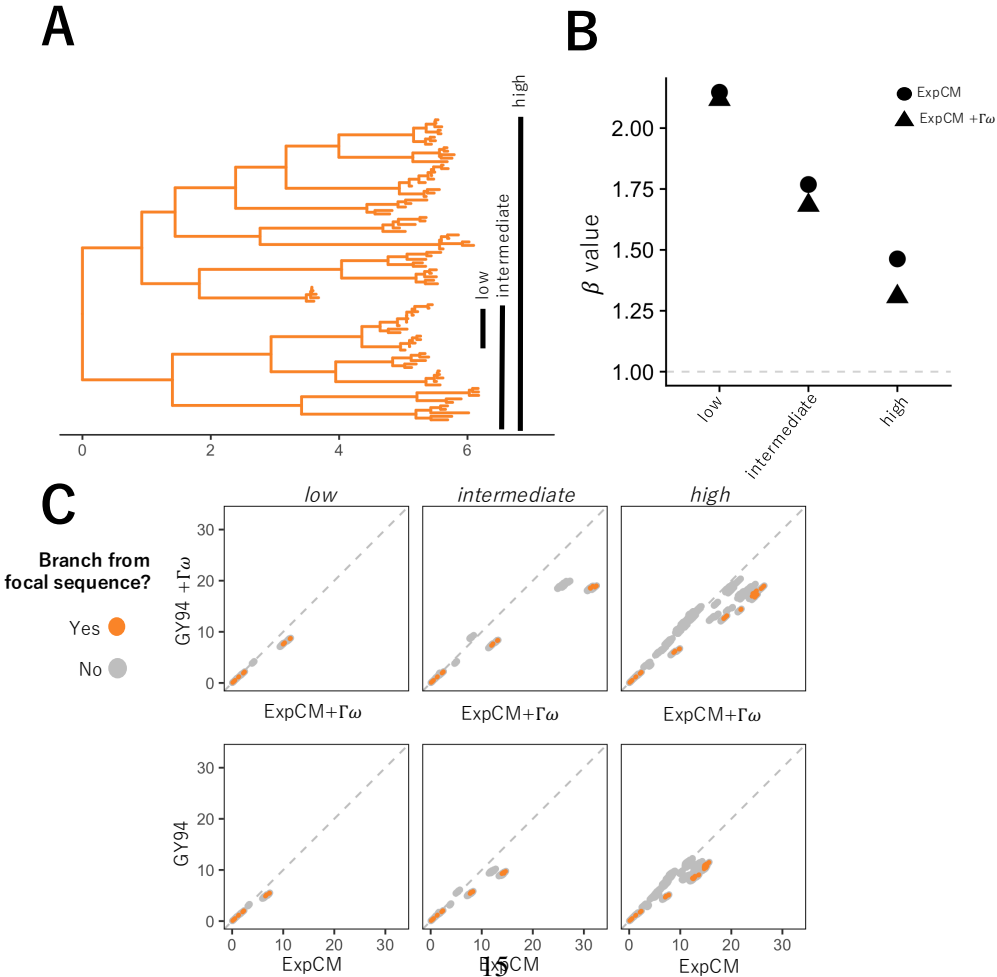 A
high
intermediate
low
0 2 4 6
B
ExpCM
ExpCM +Γω
β value
2.00
1.75
1.50
1.25
1.00
low
intermediate
high
C
low intermediate high
Branch from
focal sequence?
Yes
No
GY94 +Γω
30
20
10
0
ExpCM+Γω ExpCM+Γω ExpCM+Γω
GY94
30
20
10
0
0 10 20 30 0 10 20 30 0 10 20 30
ExpCM ExpCM ExpCM
15